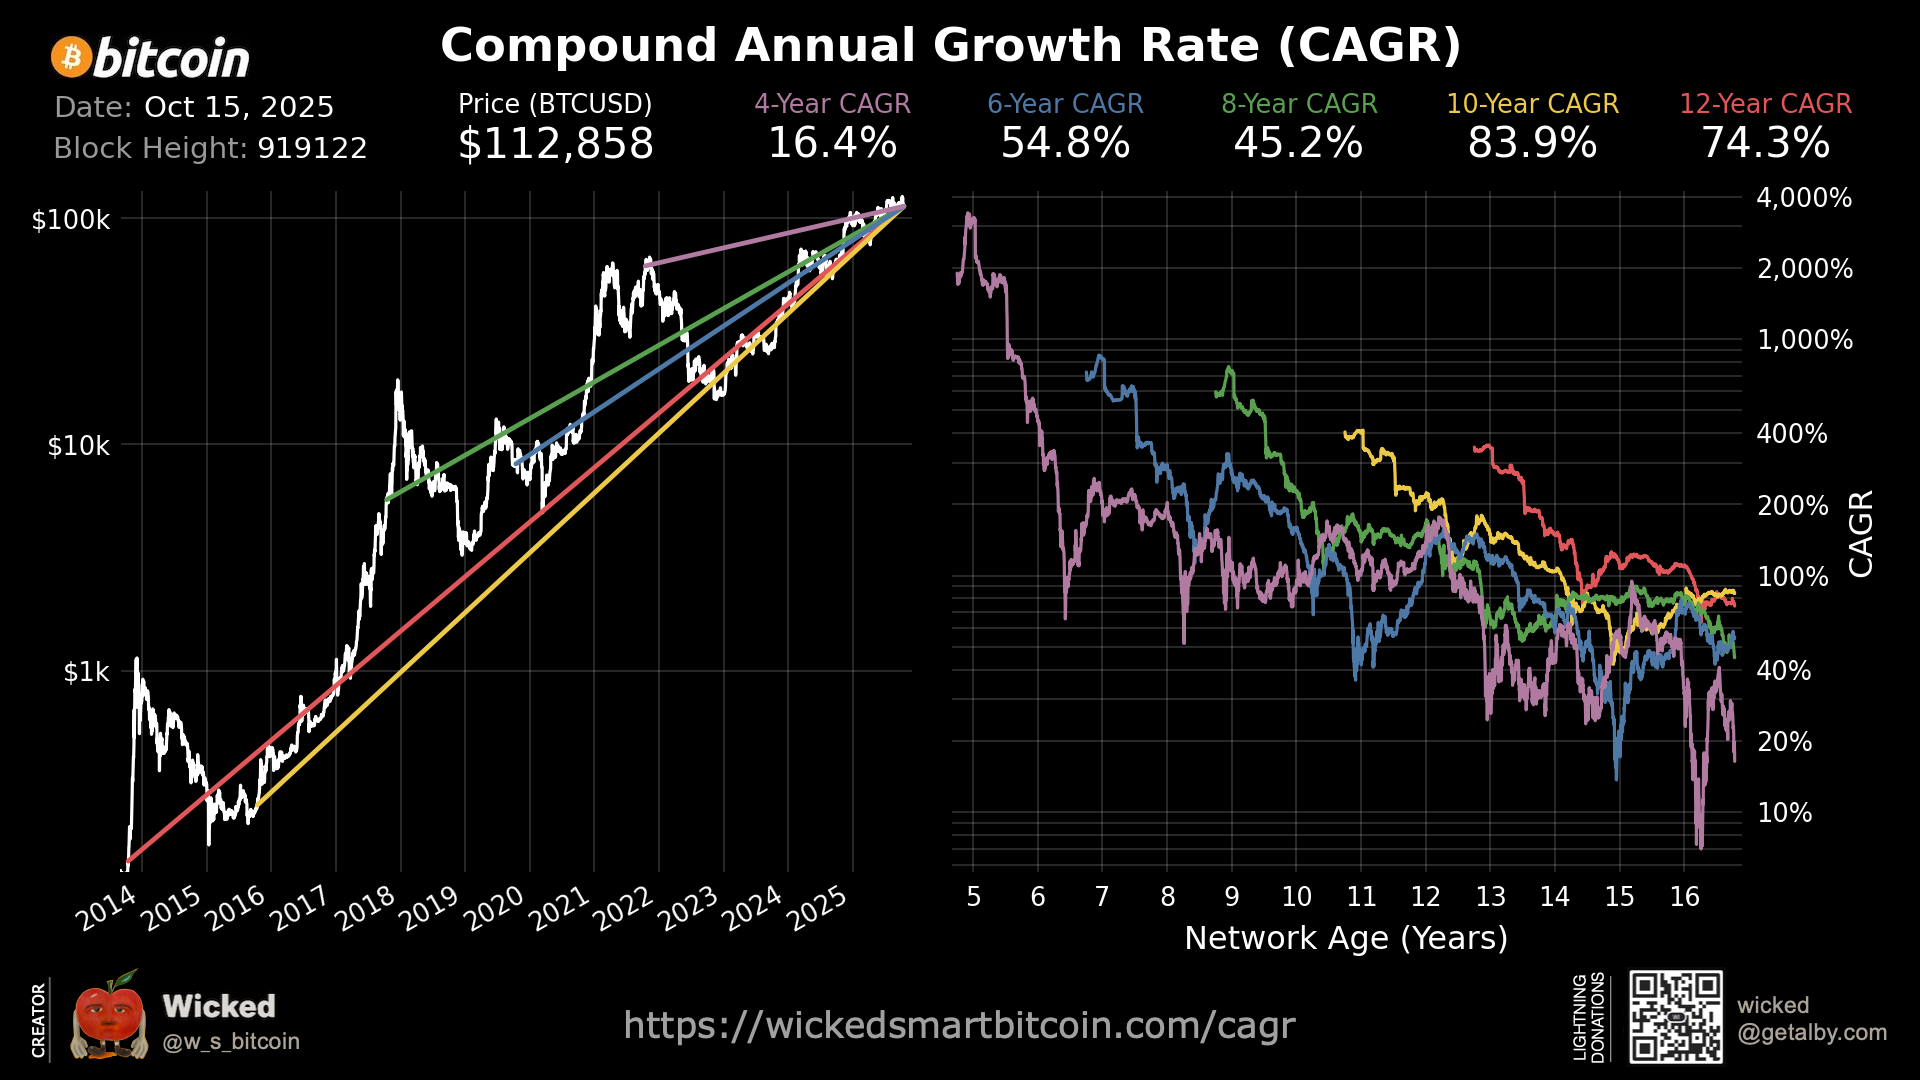 bitcoin
Compound Annual Growth Rate (CAGR)
Date: Oct 15, 2025
Block Height: 919122
Price (BTCUSD)
$112,858
4-Year CAGR
16.4%
6-Year CAGR
54.8%
8-Year CAGR
45.2%
10-Year CAGR
83.9%
12-Year CAGR
74.3%
$100k
$10k
$1k
2014 2015 2016 2017 2018 2019 2020 2021 2022 2023 2024 2025
4,000%
2,000%
1,000%
400%
200%
100%
40%
20%
10%
CAGR
5 6 7 8 9 10 11 12 13 14 15 16
Network Age (Years)
CREATOR
Wicked
@w_s_bitcoin
https://wickedsmartbitcoin.com/cagr
LIGHTNING
DONATIONS
wicked
@getalby.com